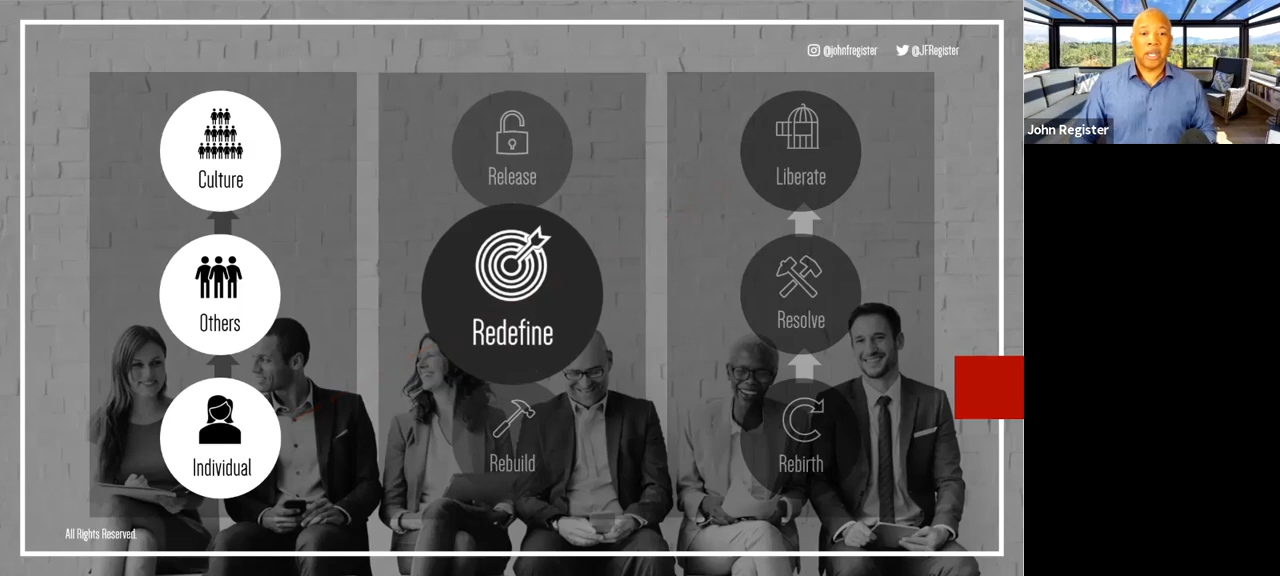 @johnfregister @JFRegister
Culture
Others
Individual
Release
Redefine
Rebuild
Liberate
Resolve
Rebirth
All Rights Reserved.
John Register